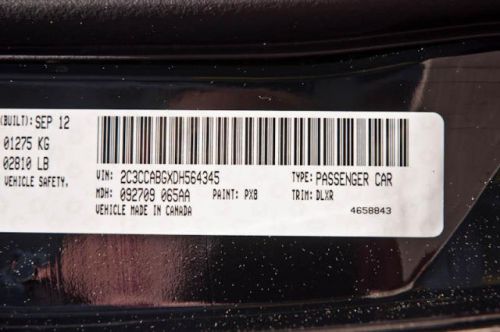 (BUILT): SEP 12
01275 KG
02810 LB
VEHICLE SAFETY.
VIN: 2C3CCABGXDH564345 TYPE: PASSENGER CAR
MDH: 092709 065AA PAINT: PX8 TRIM: DLXR
VEHICLE MADE IN CANADA
4658843